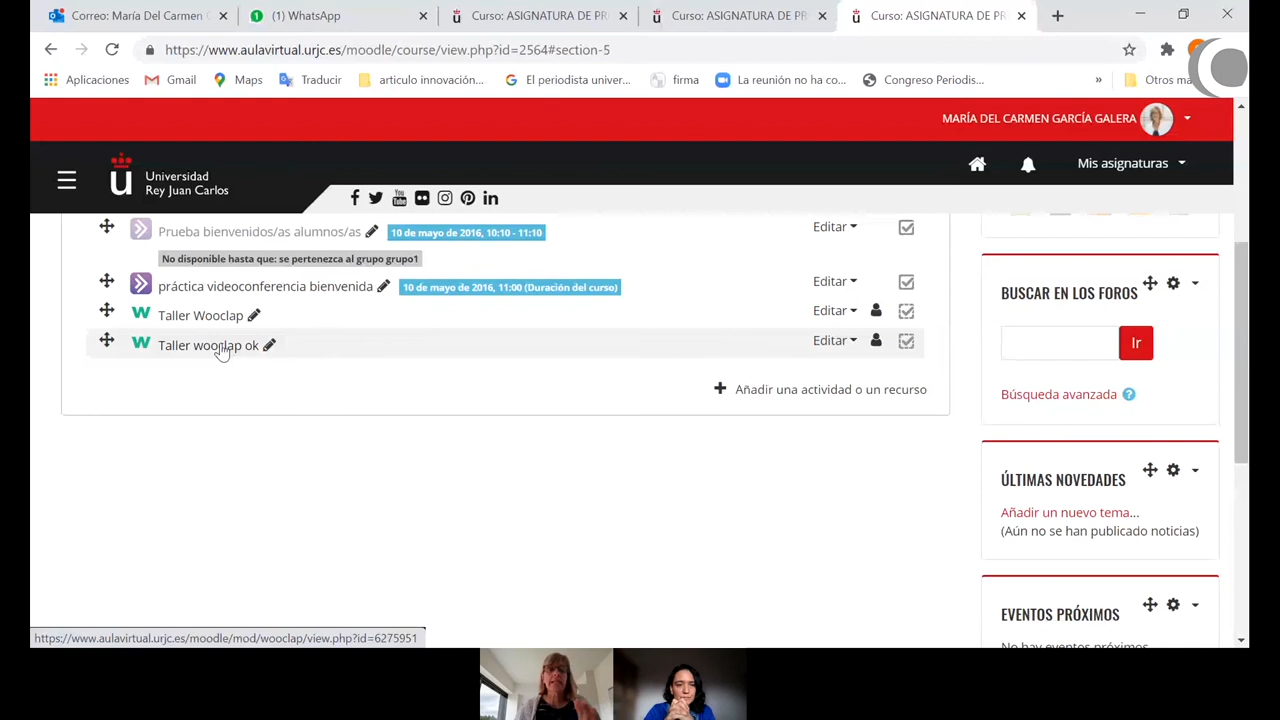 Correo: María Del Carmen G
(1) WhatsApp
Curso: ASIGNATURA DE PR
Curso: ASIGNATURA DE PR
Curso: ASIGNATURA DE PR
https://www.aulavirtual.urjc.es/moodle/course/view.php?id=2564#section-5
Aplicaciones
Gmail
Maps
Traducir
articulo innovación...
El periodista univer...
firma
La reunión no ha co...
Congreso Periodis...
»
Otros ma
MARÍA DEL CARMEN GARCÍA GALERA
Universidad
Rey Juan Carlos
Mis asignaturas
Prueba bienvenidos/as alumnos/as
10 de mayo de 2016, 10:10 - 11:10
Editar
No disponible hasta que: se pertenezca al grupo grupo1
práctica videoconferencia bienvenida
10 de mayo de 2016, 11:00 (Duración del curso)
Editar
Taller Wooclap
Editar
Taller wooclap ok
Editar
Añadir una actividad o un recurso
BUSCAR EN LOS FOROS
Ir
Búsqueda avanzada
ÚLTIMAS NOVEDADES
Añadir un nuevo tema...
(Aún no se han publicado noticias)
EVENTOS PRÓXIMOS
No hay eventos próximos
https://www.aulavirtual.urjc.es/moodle/mod/wooclap/view.php?id=6275951